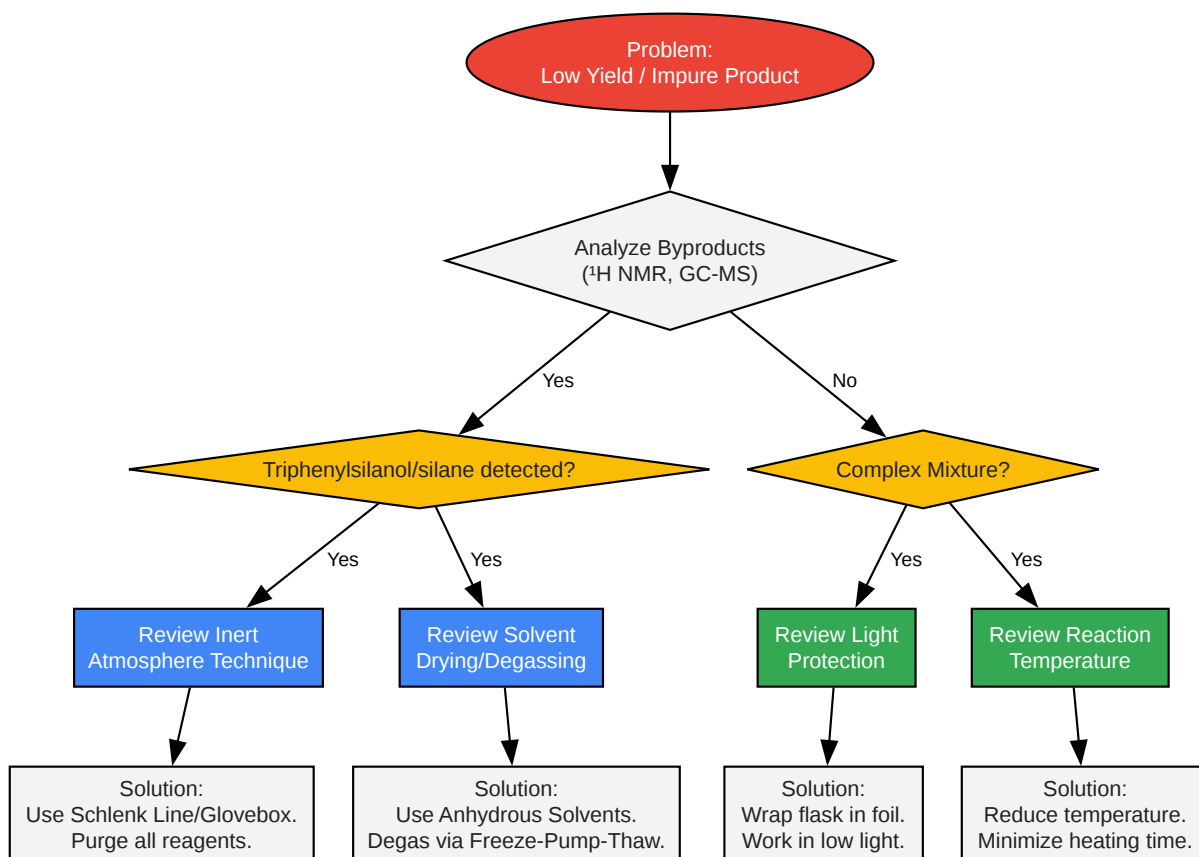 Problem:
Low Yield / Impure Product
Analyze Byproducts
(¹H NMR, GC-MS)
Yes
No
Triphenylsilanol/silane detected?
Complex Mixture?
Yes
Yes
Yes
Yes
Review Inert
Atmosphere Technique
Review Solvent
Drying/Degassing
Review Light
Protection
Review Reaction
Temperature
Solution:
Use Schlenk Line/Glovebox.
Purge all reagents.
Solution:
Use Anhydrous Solvents.
Degas via Freeze-Pump-Thaw.
Solution:
Wrap flask in foil.
Work in low light.
Solution:
Reduce temperature.
Minimize heating time.